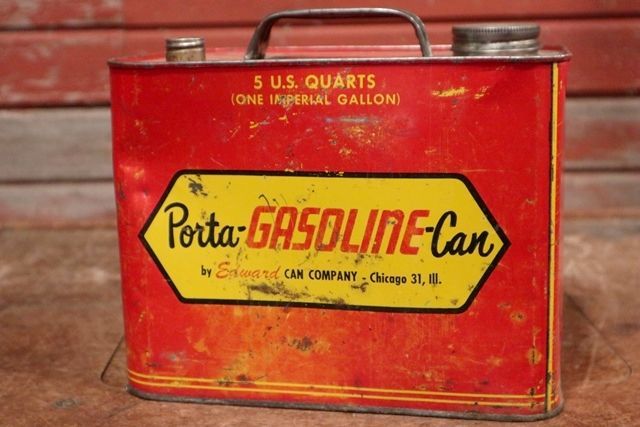 5 U.S. QUARTS
(ONE IMPERIAL GALLON)
Porta-GASOLINE-Can
by Edward CAN COMPANY - Chicago 31, Ill.